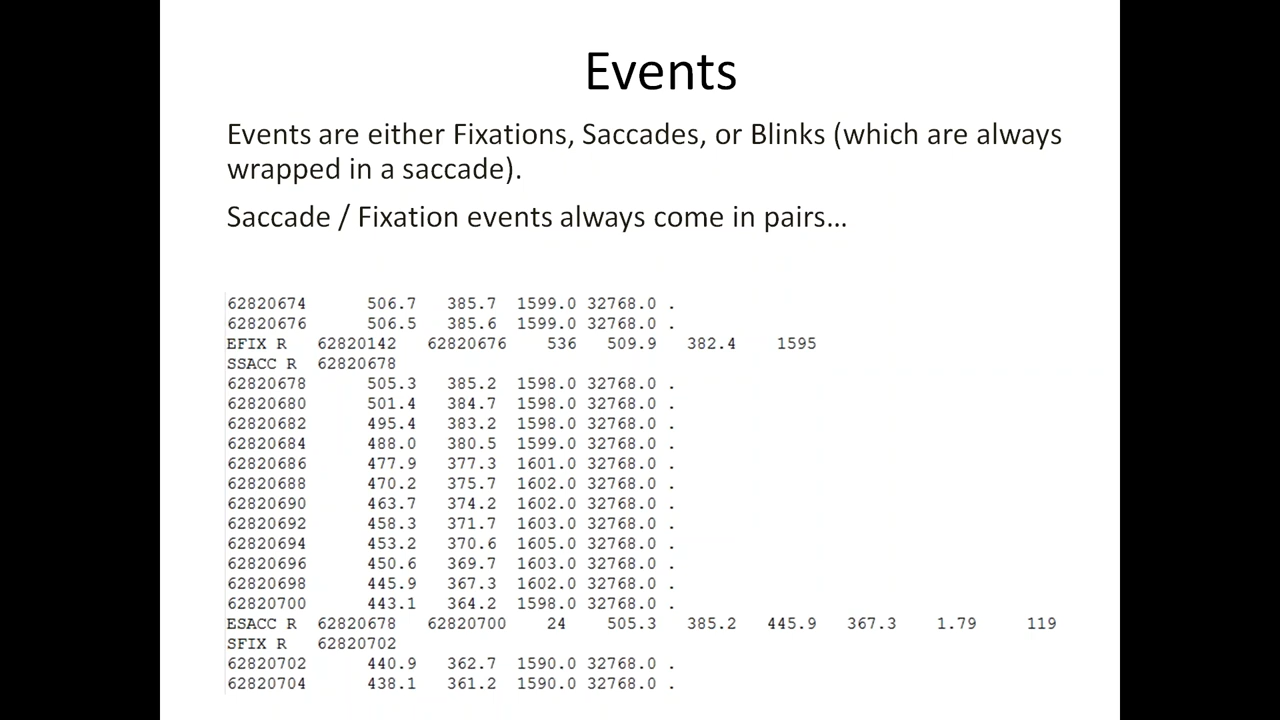 Events
Events are either Fixations, Saccades, or Blinks (which are always
wrapped in a saccade).
Saccade / Fixation events always come in pairs…
62820674 506.7 385.7 1599.0 32768.0 .
62820676 506.5 385.6 1599.0 32768.0 .
EFIX R 62820142 62820676 536 509.9 382.4 1595
SSACC R 62820678
62820678 505.3 385.2 1598.0 32768.0 .
62820680 501.4 384.7 1598.0 32768.0 .
62820682 495.4 383.2 1598.0 32768.0 .
62820684 488.0 380.5 1599.0 32768.0 .
62820686 477.9 377.3 1601.0 32768.0 .
62820688 470.2 375.7 1602.0 32768.0 .
62820690 463.7 374.2 1602.0 32768.0 .
62820692 458.3 371.7 1603.0 32768.0 .
62820694 453.2 370.6 1605.0 32768.0 .
62820696 450.6 369.7 1603.0 32768.0 .
62820698 445.9 367.3 1602.0 32768.0 .
62820700 443.1 364.2 1598.0 32768.0 .
ESACC R 62820678 62820700 24 505.3 385.2 445.9 367.3 1.79 119
SFIX R 62820702
62820702 440.9 362.7 1590.0 32768.0 .
62820704 438.1 361.2 1590.0 32768.0 .